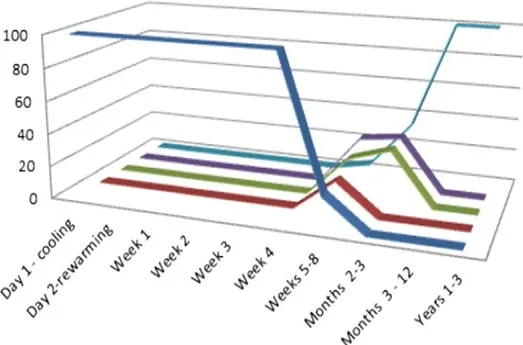 100
80
60
40
20
0
Day 1 - cooling
Day 2-rewarming
Week 1
Week 2
Week 3
Week 4
Weeks 5-8
Months 2-3
Months 3 - 12
Years 1-3